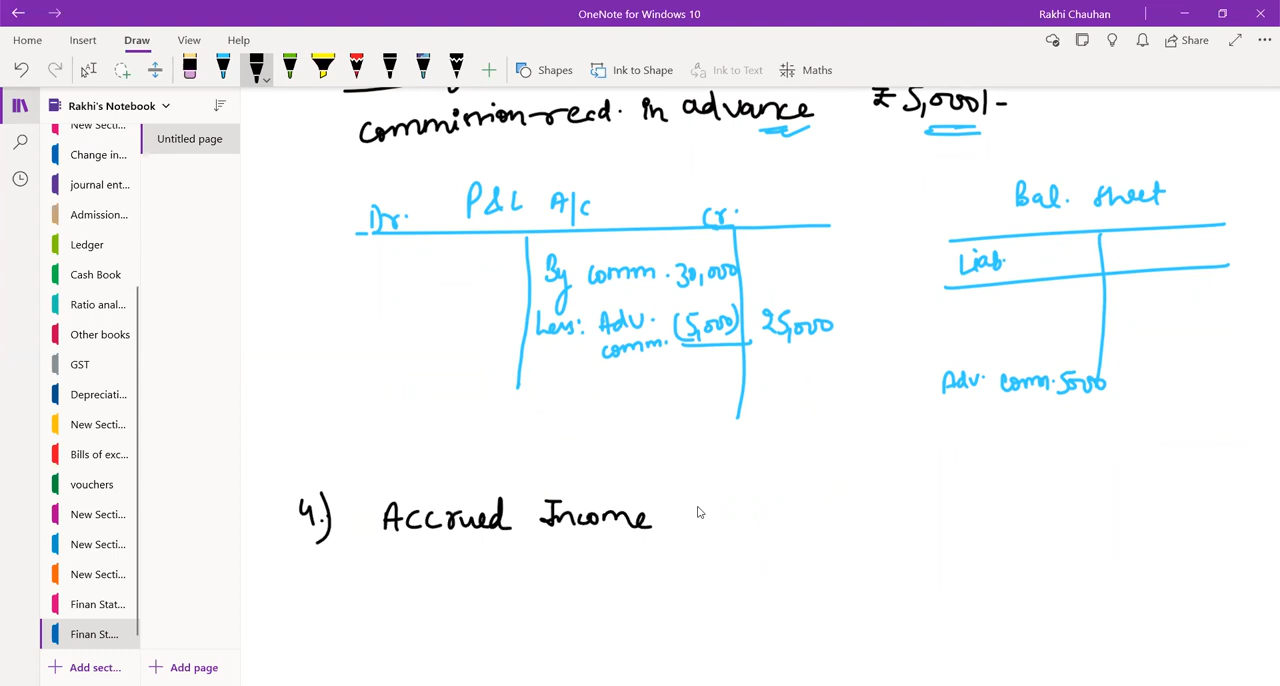 OneNote for Windows 10
Rakhi Chauhan
Home Insert Draw View Help
Share
Shapes Ink to Shape Ink to Text Maths
Rakhi's Notebook
New Secti...
Change in...
journal ent...
Admission...
Ledger
Cash Book
Ratio anal...
Other books
GST
Depreciati...
New Secti...
Bills of exc...
vouchers
New Secti...
New Secti...
New Secti...
Finan Stat...
Finan St....
Add sect...
Untitled page
Add page
commission-recd. in advance ₹ 5,000/-
P&L A/C
Dr. Cr.
By comm. 30,000
Less: Adv. (5,000) 25,000
comm.
Bal. Sheet
Liab.
Adv. comm. 5000
4.) Accrued Income